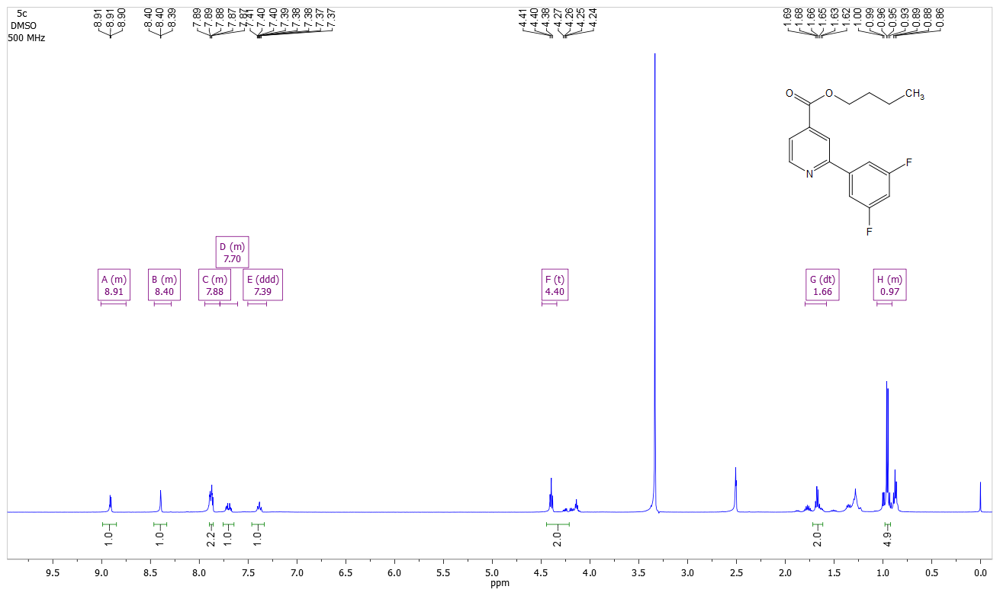 5c
DMSO
500 MHz
8.91
8.91
8.90
8.40
8.40
8.39
7.89
7.89
7.88
7.87
7.87
7.41
7.40
7.40
7.39
7.38
7.38
7.37
7.37
4.41
4.40
4.38
4.27
4.26
4.25
4.24
1.69
1.68
1.66
1.65
1.63
1.62
1.00
0.99
0.96
0.95
0.93
0.89
0.88
0.86
O
O
CH3
N
F
F
D (m)
7.70
A (m)
8.91
B (m)
8.40
C (m)
7.88
E (ddd)
7.39
F (t)
4.40
G (dt)
1.66
H (m)
0.97
1.0
1.0
2.2
1.0
1.0
2.0
2.0
4.9
9.5 9.0 8.5 8.0 7.5 7.0 6.5 6.0 5.5 5.0 4.5 4.0 3.5 3.0 2.5 2.0 1.5 1.0 0.5 0.0
ppm